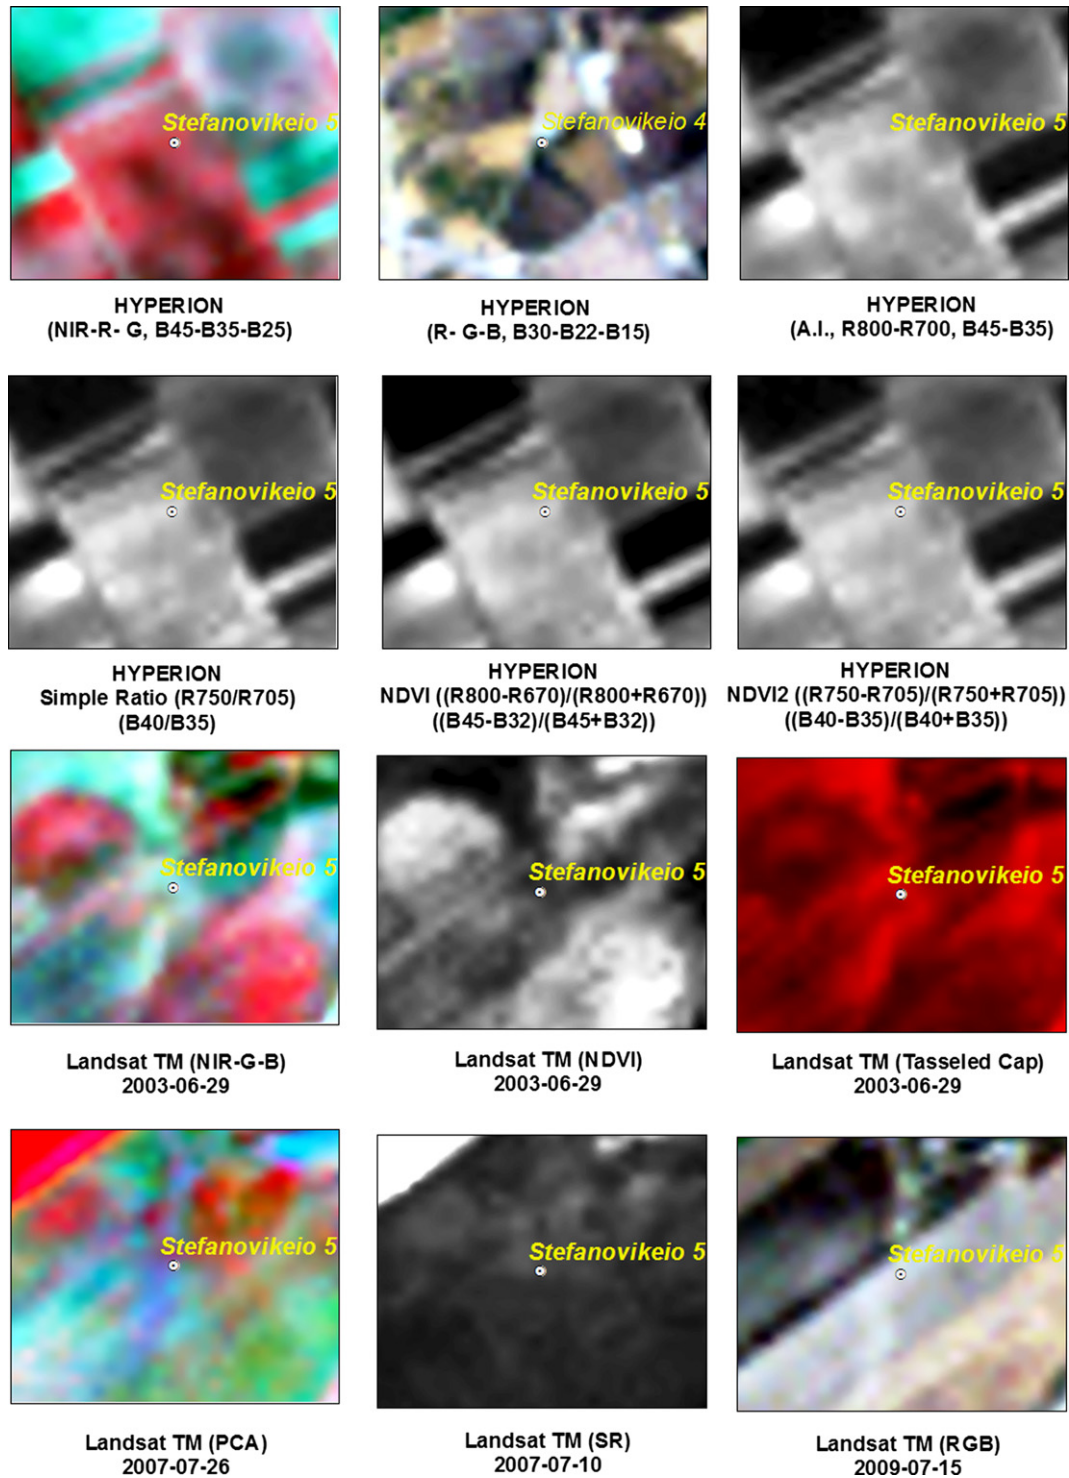 Stefanovikeio 5
Stefanovikeio 4
Stefanovikeio 5
HYPERION
(NIR-R- G, B45-B35-B25)
HYPERION
(R- G-B, B30-B22-B15)
HYPERION
(A.I., R800-R700, B45-B35)
Stefanovikeio 5
Stefanovikeio 5
Stefanovikeio 5
HYPERION
Simple Ratio (R750/R705)
(B40/B35)
HYPERION
NDVI ((R800-R670)/(R800+R670))
((B45-B32)/(B45+B32))
HYPERION
NDVI2 ((R750-R705)/(R750+R705))
((B40-B35)/(B40+B35))
Stefanovikeio 5
Stefanovikeio 5
Stefanovikeio 5
Landsat TM (NIR-G-B)
2003-06-29
Landsat TM (NDVI)
2003-06-29
Landsat TM (Tasseled Cap)
2003-06-29
Stefanovikeio 5
Stefanovikeio 5
Stefanovikeio 5
Landsat TM (PCA)
2007-07-26
Landsat TM (SR)
2007-07-10
Landsat TM (RGB)
2009-07-15